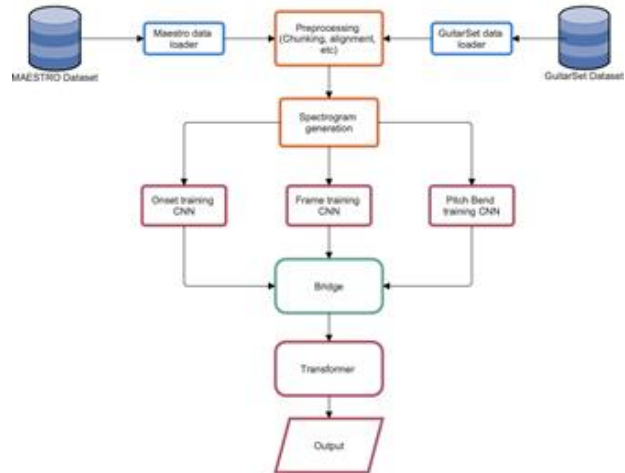 MAESTRO Dataset
Maestro data
loader
Preprocessing
(Chunking, alignment,
etc)
GuitarSet data
loader
GuitarSet Dataset
Spectrogram
generation
Onset training
CNN
Frame training
CNN
Pitch Bend
training CNN
Bridge
Transformer
Output